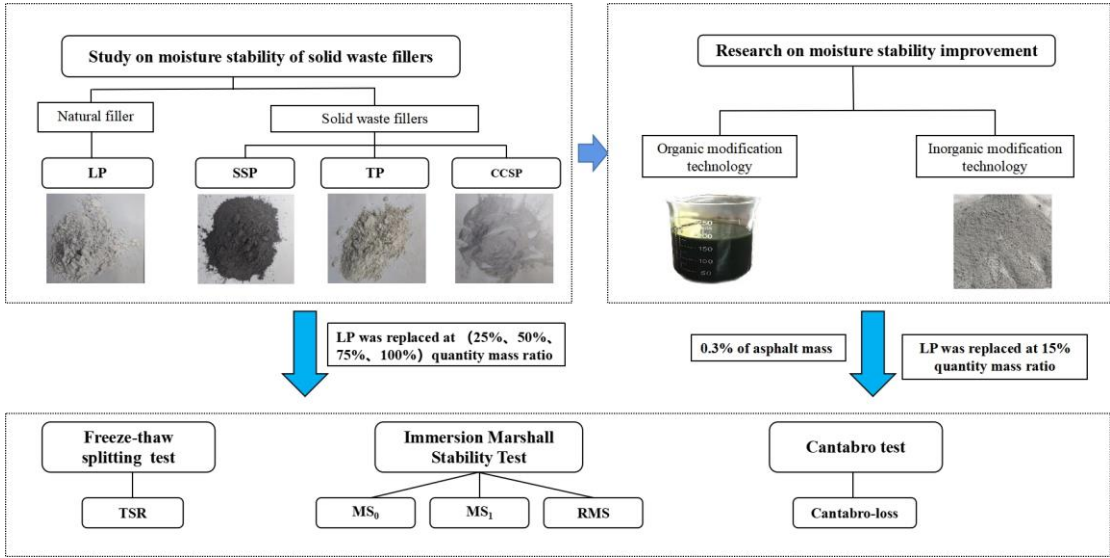 Study on moisture stability of solid waste fillers
Natural filler
Solid waste fillers
LP
SSP
TP
CCSP
Research on moisture stability improvement
Organic modification
technology
Inorganic modification
technology
LP was replaced at （25%、50%、
75%、100%）quantity mass ratio
0.3% of asphalt mass
LP was replaced at 15%
quantity mass ratio
Freeze-thaw
splitting test
TSR
Immersion Marshall
Stability Test
MS₀
MS₁
RMS
Cantabro test
Cantabro-loss
150
100
50